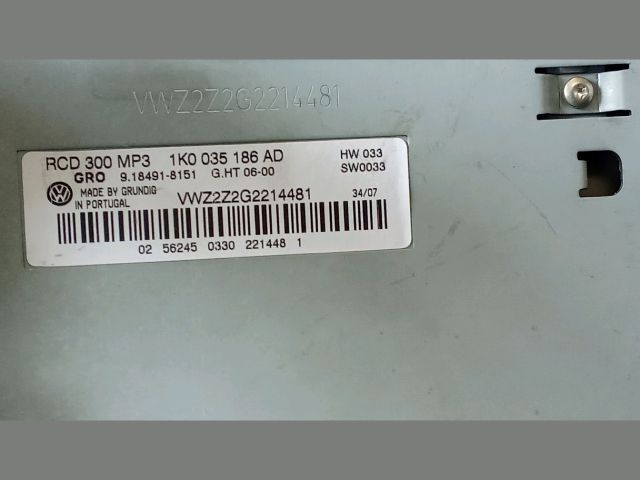 VWZ2Z2G2214481
RCD 300 MP3 1K0 035 186 AD HW 033
GRO 9.18491-8151 G.HT 06-00 SW0033
MADE BY GRUNDIG IN PORTUGAL VWZ2Z2G2214481 34/07
02 56245 0330 221448 1